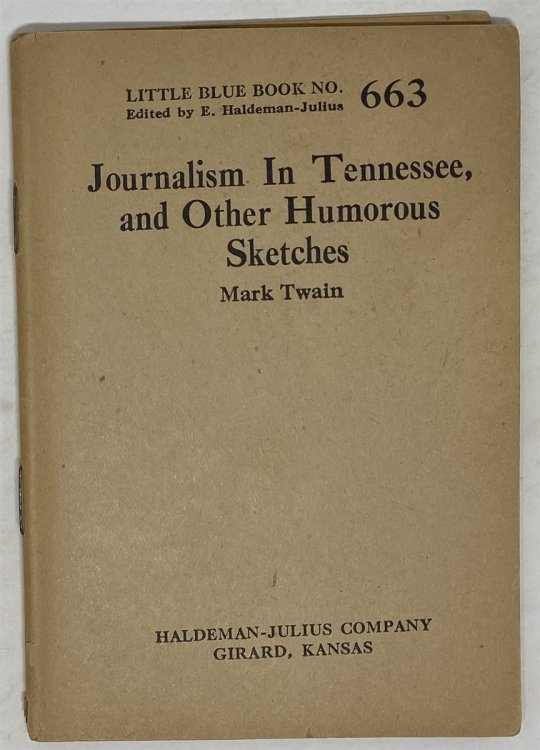 LITTLE BLUE BOOK NO. 663
Edited by E. Haldeman-Julius
Journalism In Tennessee,
and Other Humorous
Sketches
Mark Twain
HALDEMAN-JULIUS COMPANY
GIRARD, KANSAS